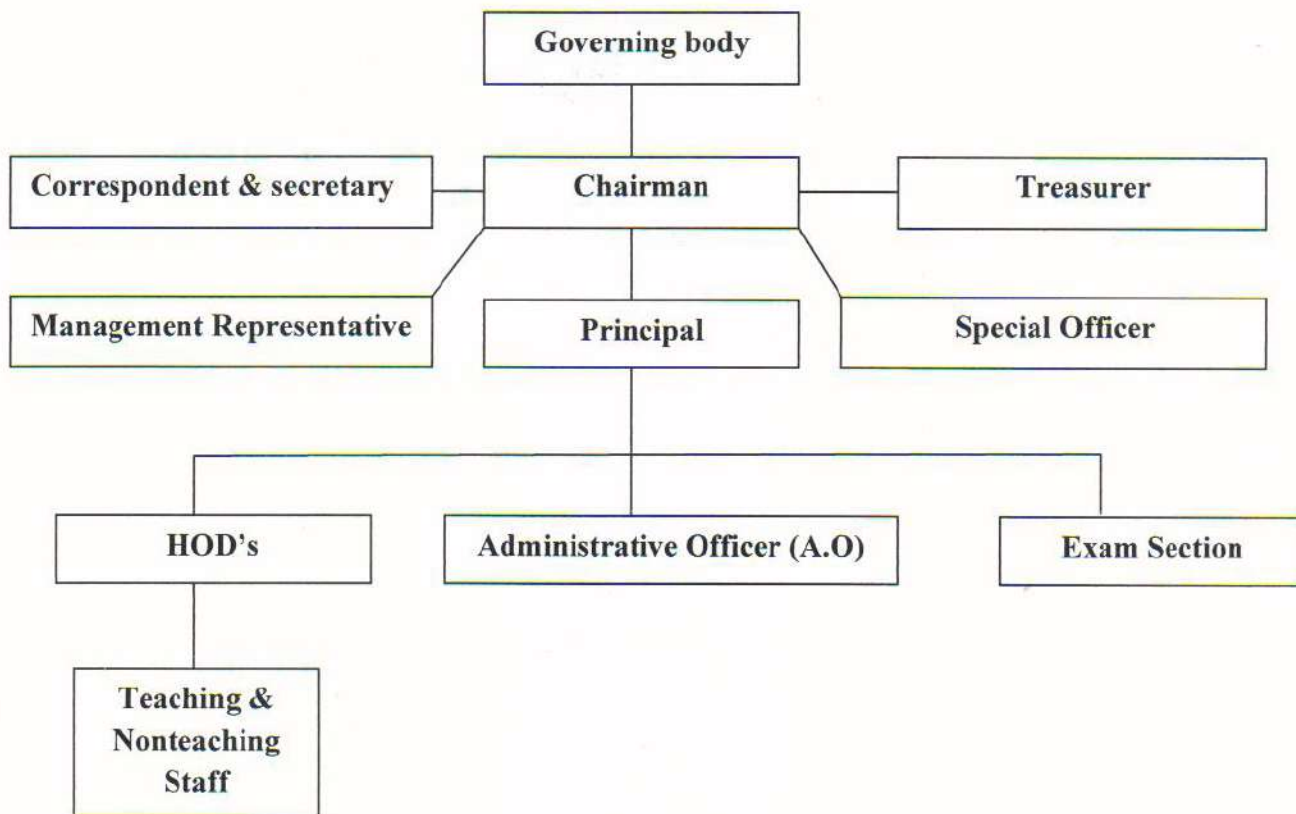 Governing body
Correspondent & secretary
Chairman
Treasurer
Management Representative
Principal
Special Officer
HOD's
Administrative Officer (A.O)
Exam Section
Teaching &
Nonteaching
Staff